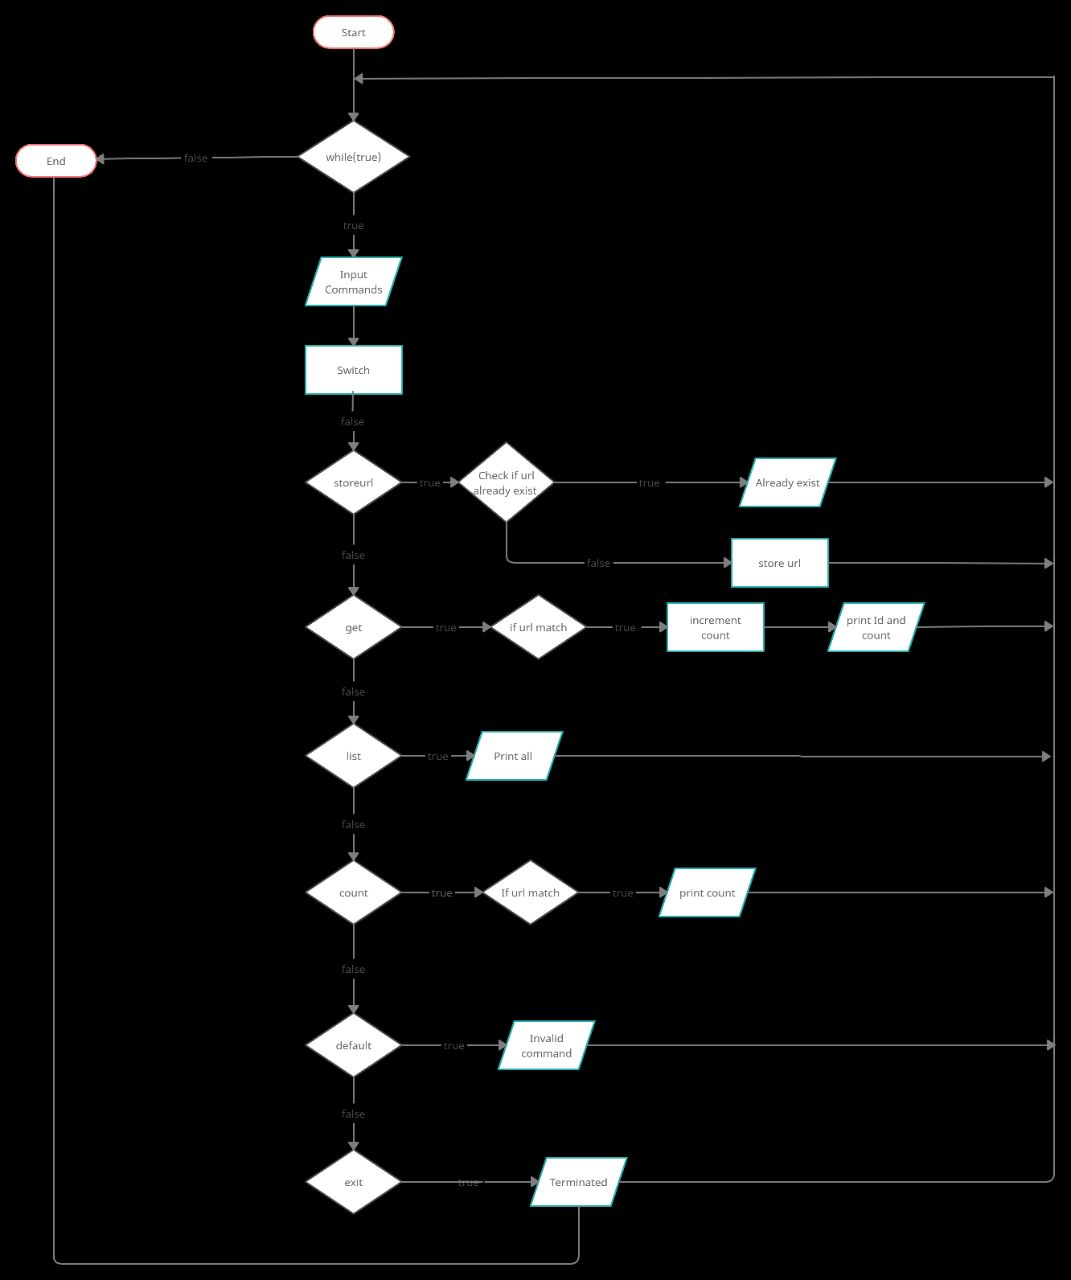 Start
while(true)
false
End
true
Input
Commands
Switch
false
storeurl
true
Check if url
already exist
true
Already exist
false
store url
false
get
true
if url match
true
increment
count
print Id and
count
false
list
true
Print all
false
count
true
If url match
true
print count
false
default
true
Invalid
command
false
exit
true
Terminated